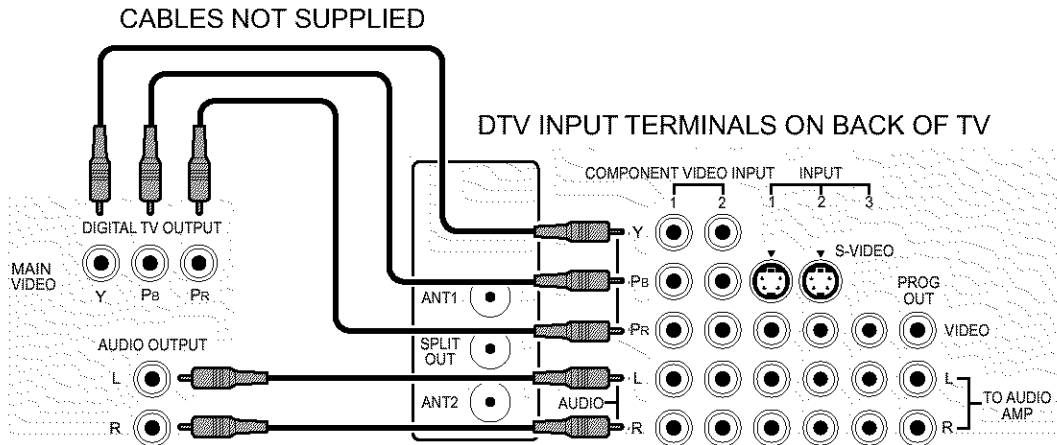 CABLES NOT SUPPLIED
DTV INPUT TERMINALS ON BACK OF TV
COMPONENT VIDEO INPUT
INPUT
1
2
1
2
3
DIGITAL TV OUTPUT
MAIN
VIDEO
Y
PB
PR
AUDIO OUTPUT
L
R
ANT1
SPLIT
OUT
ANT2
Y
PB
PR
AUDIO
L
R
S-VIDEO
PROG
OUT
VIDEO
L
R
TO AUDIO
AMP